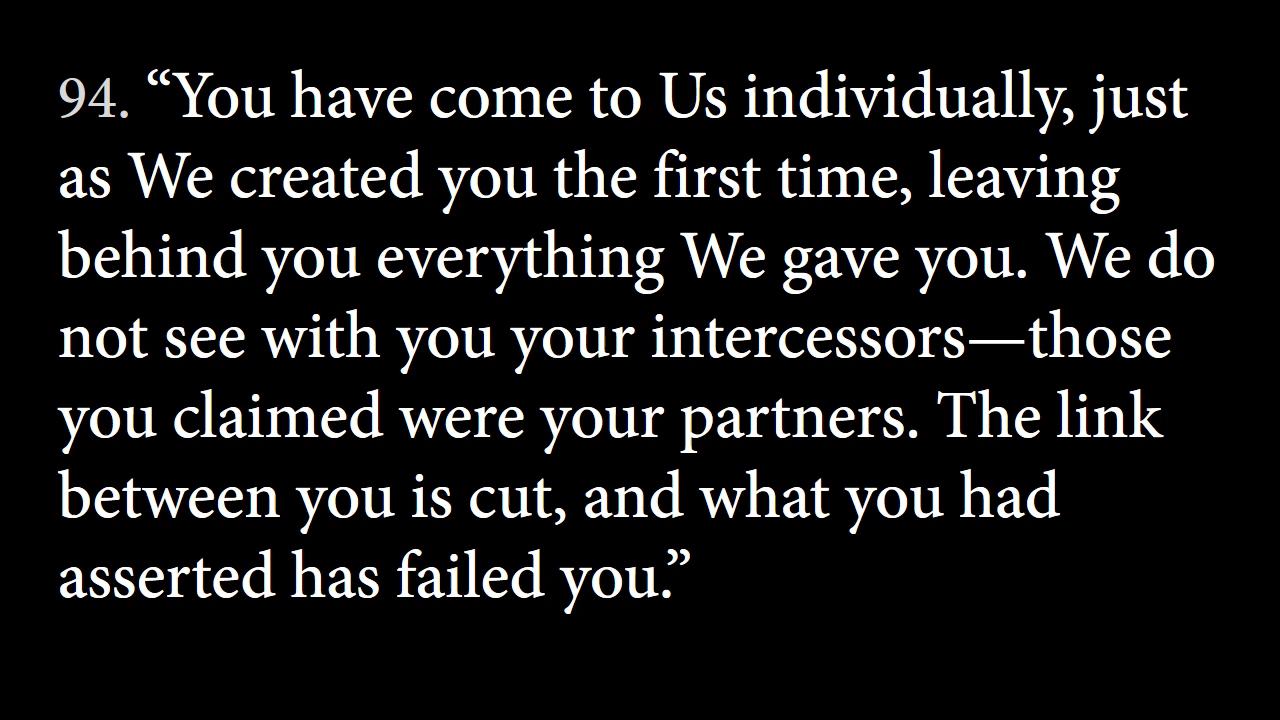 94. “You have come to Us individually, just
as We created you the first time, leaving
behind you everything We gave you. We do
not see with you your intercessors—those
you claimed were your partners. The link
between you is cut, and what you had
asserted has failed you.”